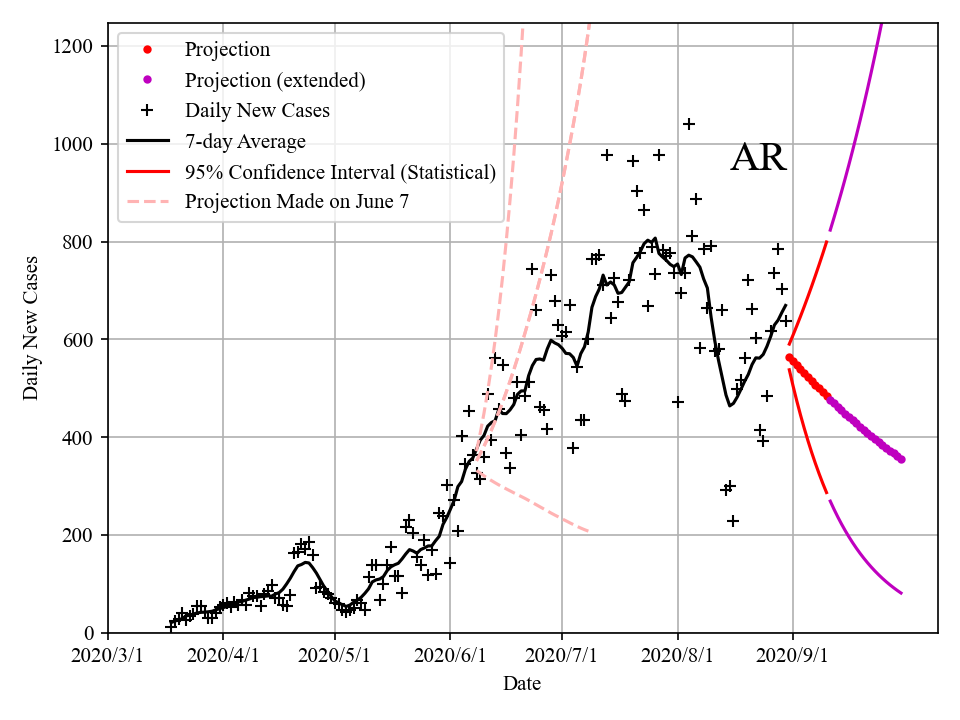 1200
1000
800
600
400
200
0
Daily New Cases
Projection
Projection (extended)
Daily New Cases
7-day Average
95% Confidence Interval (Statistical)
Projection Made on June 7
AR
2020/3/1 2020/4/1 2020/5/1 2020/6/1 2020/7/1 2020/8/1 2020/9/1
Date